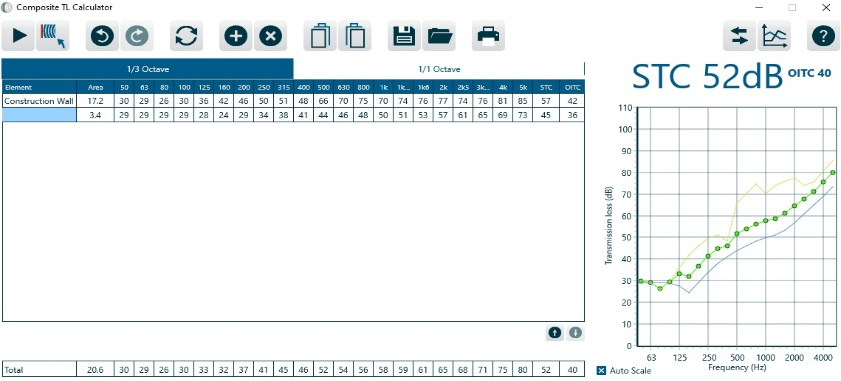 Composite TL Calculator
1/3 Octave 1/1 Octave
STC 52dB OITC 40
Element Area 50 63 80 100 125 160 200 250 315 400 500 630 800 1k 1k... 1k6 2k 2k5 3k... 4k 5k STC OITC
Construction Wall 17.2 30 29 26 30 36 42 46 50 51 48 66 70 75 70 74 76 77 74 76 81 85 57 42
3.4 29 29 29 29 28 24 29 34 38 41 44 46 48 50 51 53 57 61 65 69 73 45 36
Total 20.6 30 29 26 30 33 32 37 41 45 46 52 54 56 58 59 61 65 68 71 75 80 52 40
110
100
90
80
70
60
50
40
30
20
10
0
Transmission loss (dB)
63 125 250 500 1000 2000 4000
Frequency (Hz)
Auto Scale